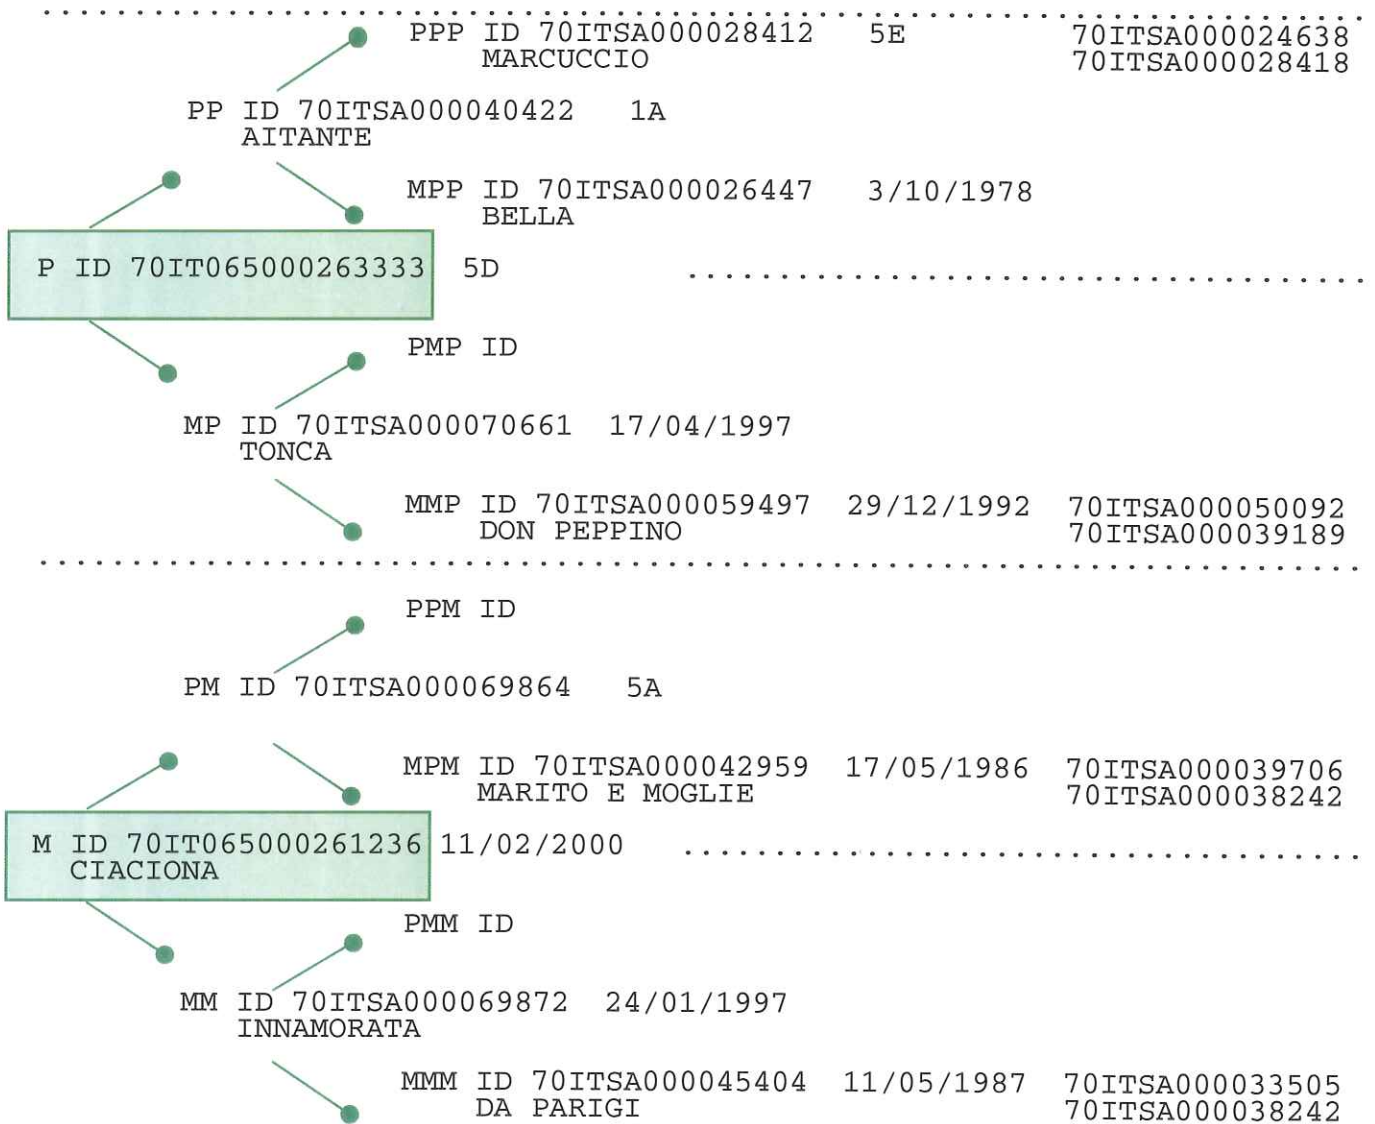 PPP ID 70ITSA000028412 5E 70ITSA000024638
MARCUCCIO 70ITSA000028418
PP ID 70ITSA000040422 1A
AITANTE
MPP ID 70ITSA000026447 3/10/1978
BELLA
P ID 70IT065000263333 5D
PMP ID
MP ID 70ITSA000070661 17/04/1997
TONCA
MMP ID 70ITSA000059497 29/12/1992 70ITSA000050092
DON PEPPINO 70ITSA000039189
PPM ID
PM ID 70ITSA000069864 5A
MPM ID 70ITSA000042959 17/05/1986 70ITSA000039706
MARITO E MOGLIE 70ITSA000038242
M ID 70IT065000261236 11/02/2000
CIACIONA
PMM ID
MM ID 70ITSA000069872 24/01/1997
INNAMORATA
MMM ID 70ITSA000045404 11/05/1987 70ITSA000033505
DA PARIGI 70ITSA000038242